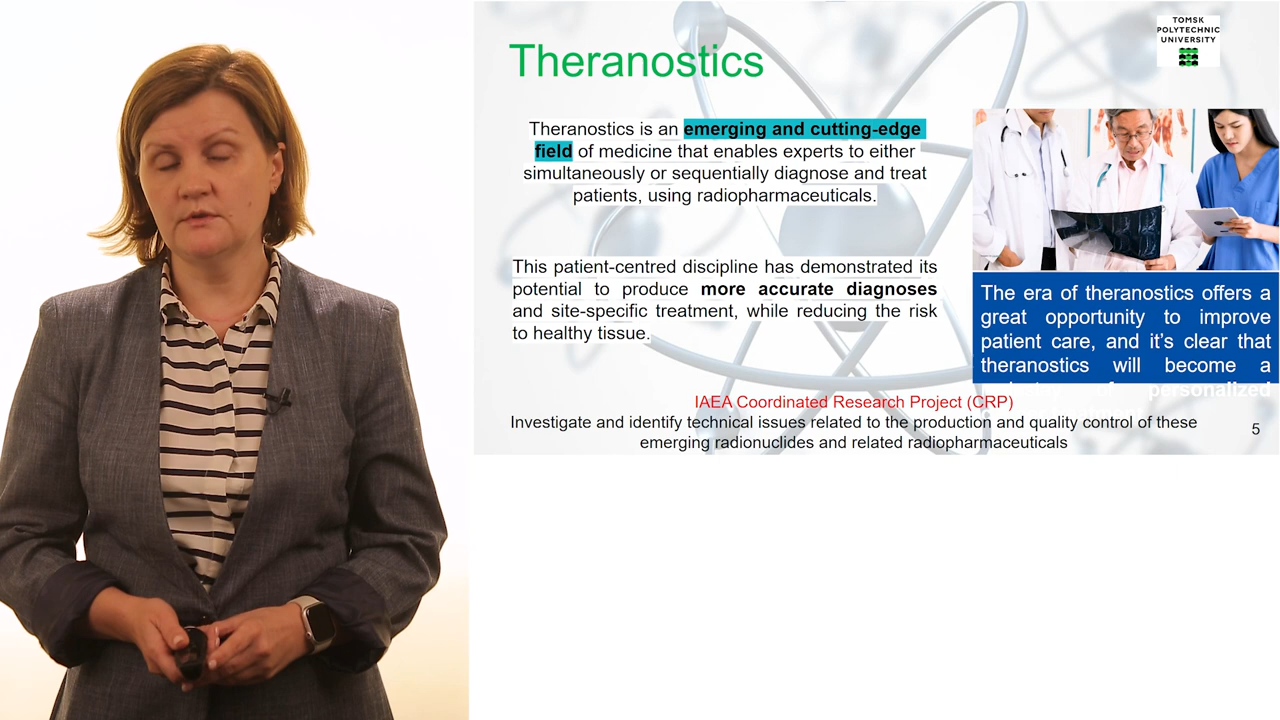 Theranostics
TOMSK
POLYTECHNIC
UNIVERSITY
Theranostics is an emerging and cutting-edge
field of medicine that enables experts to either
simultaneously or sequentially diagnose and treat
patients, using radiopharmaceuticals.
This patient-centred discipline has demonstrated its
potential to produce more accurate diagnoses
and site-specific treatment, while reducing the risk
to healthy tissue.
The era of theranostics offers a
great opportunity to improve
patient care, and it's clear that
theranostics will become a
of personalized
IAEA Coordinated Research Project (CRP)
Investigate and identify technical issues related to the production and quality control of these
emerging radionuclides and related radiopharmaceuticals
5